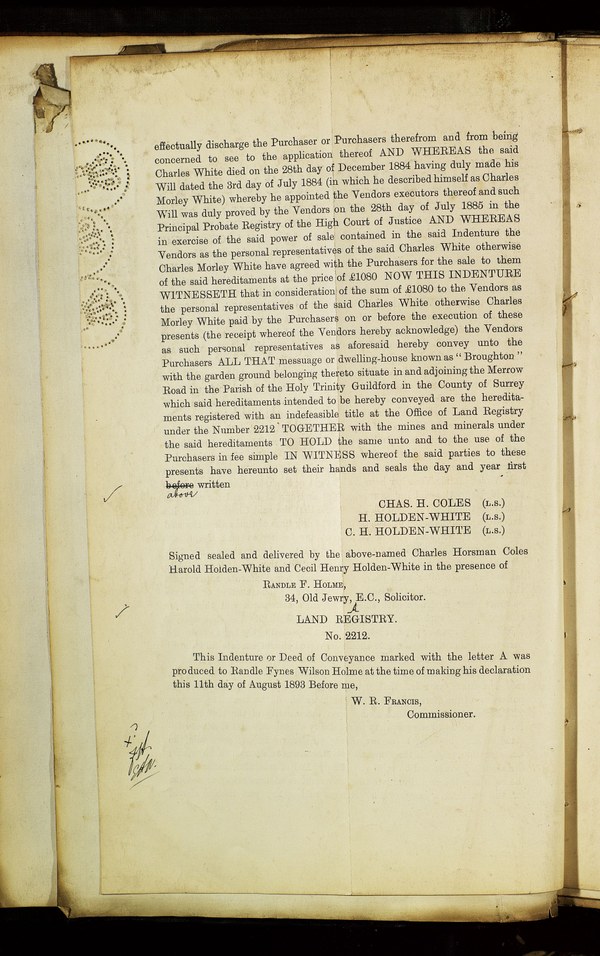 effectually discharge the Purchaser or Purchasers therefrom and from being
concerned to see to the application thereof AND WHEREAS the said
Charles White died on the 28th day of December 1884 having duly made his
Will dated the 3rd day of July 1884 (in which he described himself as Charles
Morley White) whereby he appointed the Vendors executors thereof and such
Will was duly proved by the Vendors on the 28th day of July 1885 in the
Principal Probate Registry of the High Court of Justice AND WHEREAS
in exercise of the said power of sale contained in the said Indenture the
Vendors as the personal representatives of the said Charles White otherwise
Charles Morley White have agreed with the Purchasers for the sale to them
of the said hereditaments at the price of £1080 NOW THIS INDENTURE
WITNESSETH that in consideration of the sum of £1080 to the Vendors as
the personal representatives of the said Charles White otherwise Charles
Morley White paid by the Purchasers on or before the execution of these
presents (the receipt whereof the Vendors hereby acknowledge) the Vendors
as such personal representatives as aforesaid hereby convey unto the
Purchasers ALL THAT messuage or dwelling-house known as "Broughton"
with the garden ground belonging thereto situate in and adjoining the Merrow
Road in the Parish of the Holy Trinity Guildford in the County of Surrey
which said hereditaments intended to be hereby conveyed are the heredita-
ments registered with an indefeasible title at the Office of Land Registry
under the Number 2212 TOGETHER with the mines and minerals under
the said hereditaments TO HOLD the same unto and to the use of the
Purchasers in fee simple IN WITNESS whereof the said parties to these
presents have hereunto set their hands and seals the day and year first
before written
above
CHAS. H. COLES (L.S.)
H. HOLDEN-WHITE (L.S.)
C. H. HOLDEN-WHITE (L.S.)
Signed sealed and delivered by the above-named Charles Horsman Coles
Harold Holden-White and Cecil Henry Holden-White in the presence of
RANDLE F. HOLME,
34, Old Jewry, E.C., Solicitor.
A
LAND REGISTRY.
No. 2212.
This Indenture or Deed of Conveyance marked with the letter A was
produced to Randle Fynes Wilson Holme at the time of making his declaration
this 11th day of August 1893 Before me,
W. R. FRANCIS,
Commissioner.